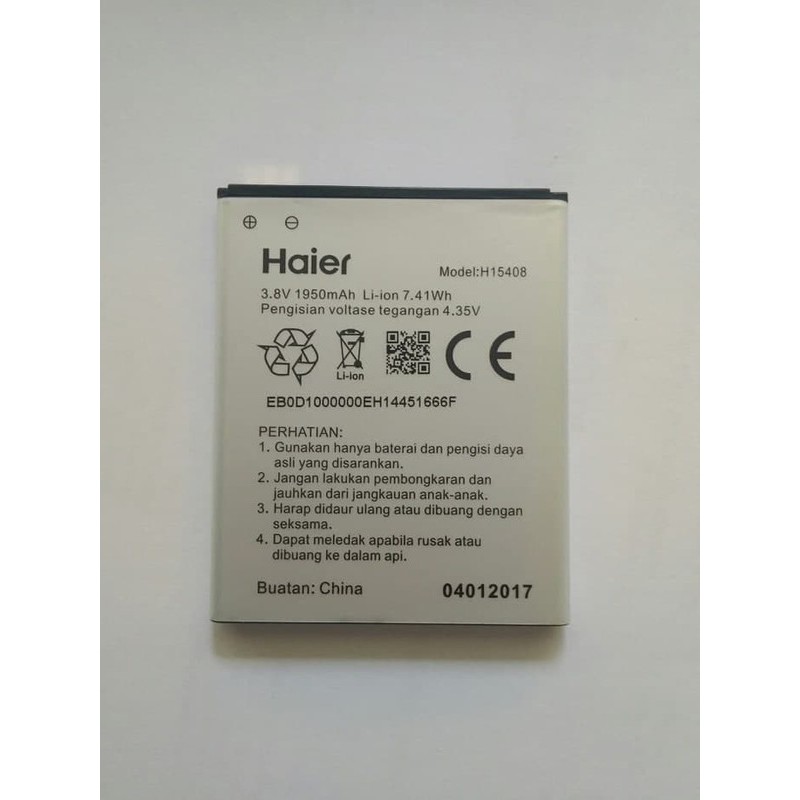 ⊕ ⊖
Haier
Model:H15408
3.8V 1950mAh Li-ion 7.41Wh
Pengisian voltase tegangan 4.35V
Li-ion
CE
EB0D1000000EH14451666F
PERHATIAN:
1. Gunakan hanya baterai dan pengisi daya
asli yang disarankan.
2. Jangan lakukan pembongkaran dan
jauhkan dari jangkauan anak-anak.
3. Harap didaur ulang atau dibuang dengan
seksama.
4. Dapat meledak apabila rusak atau
dibuang ke dalam api.
Buatan: China
04012017